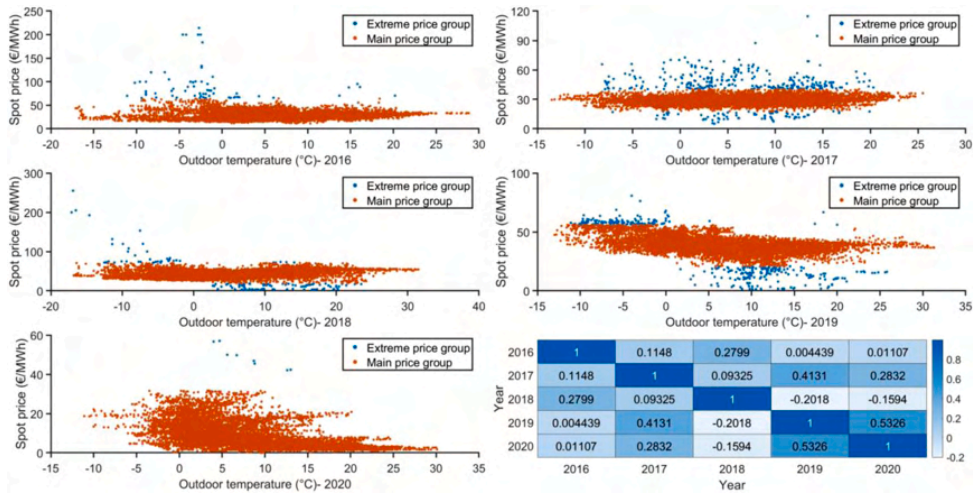 250
200
150
100
50
0
Spot price (€/MWh)
Extreme price group
Main price group
-20 -15 -10 -5 0 5 10 15 20 25 30
Outdoor temperature (°C)- 2016
120
90
60
30
0
Spot price (€/MWh)
Extreme price group
Main price group
-15 -10 -5 0 5 10 15 20 25 30
Outdoor temperature (°C)- 2017
300
200
100
0
Spot price (€/MWh)
Extreme price group
Main price group
-20 -10 0 10 20 30 40
Outdoor temperature (°C)- 2018
100
50
0
Spot price (€/MWh)
Extreme price group
Main price group
-15 -10 -5 0 5 10 15 20 25 30 35
Outdoor temperature (°C)- 2019
60
40
20
0
Spot price (€/MWh)
Extreme price group
Main price group
-15 -10 -5 0 5 10 15 20 25 30 35
Outdoor temperature (°C)- 2020
Year
2016 1 0.1148 0.2799 0.004439 0.01107
2017 0.1148 1 0.09325 0.4131 0.2832
2018 0.2799 0.09325 1 -0.2018 -0.1594
2019 0.004439 0.4131 -0.2018 1 0.5326
2020 0.01107 0.2832 -0.1594 0.5326 1
2016 2017 2018 2019 2020
Year
0.8
0.6
0.4
0.2
0
-0.2